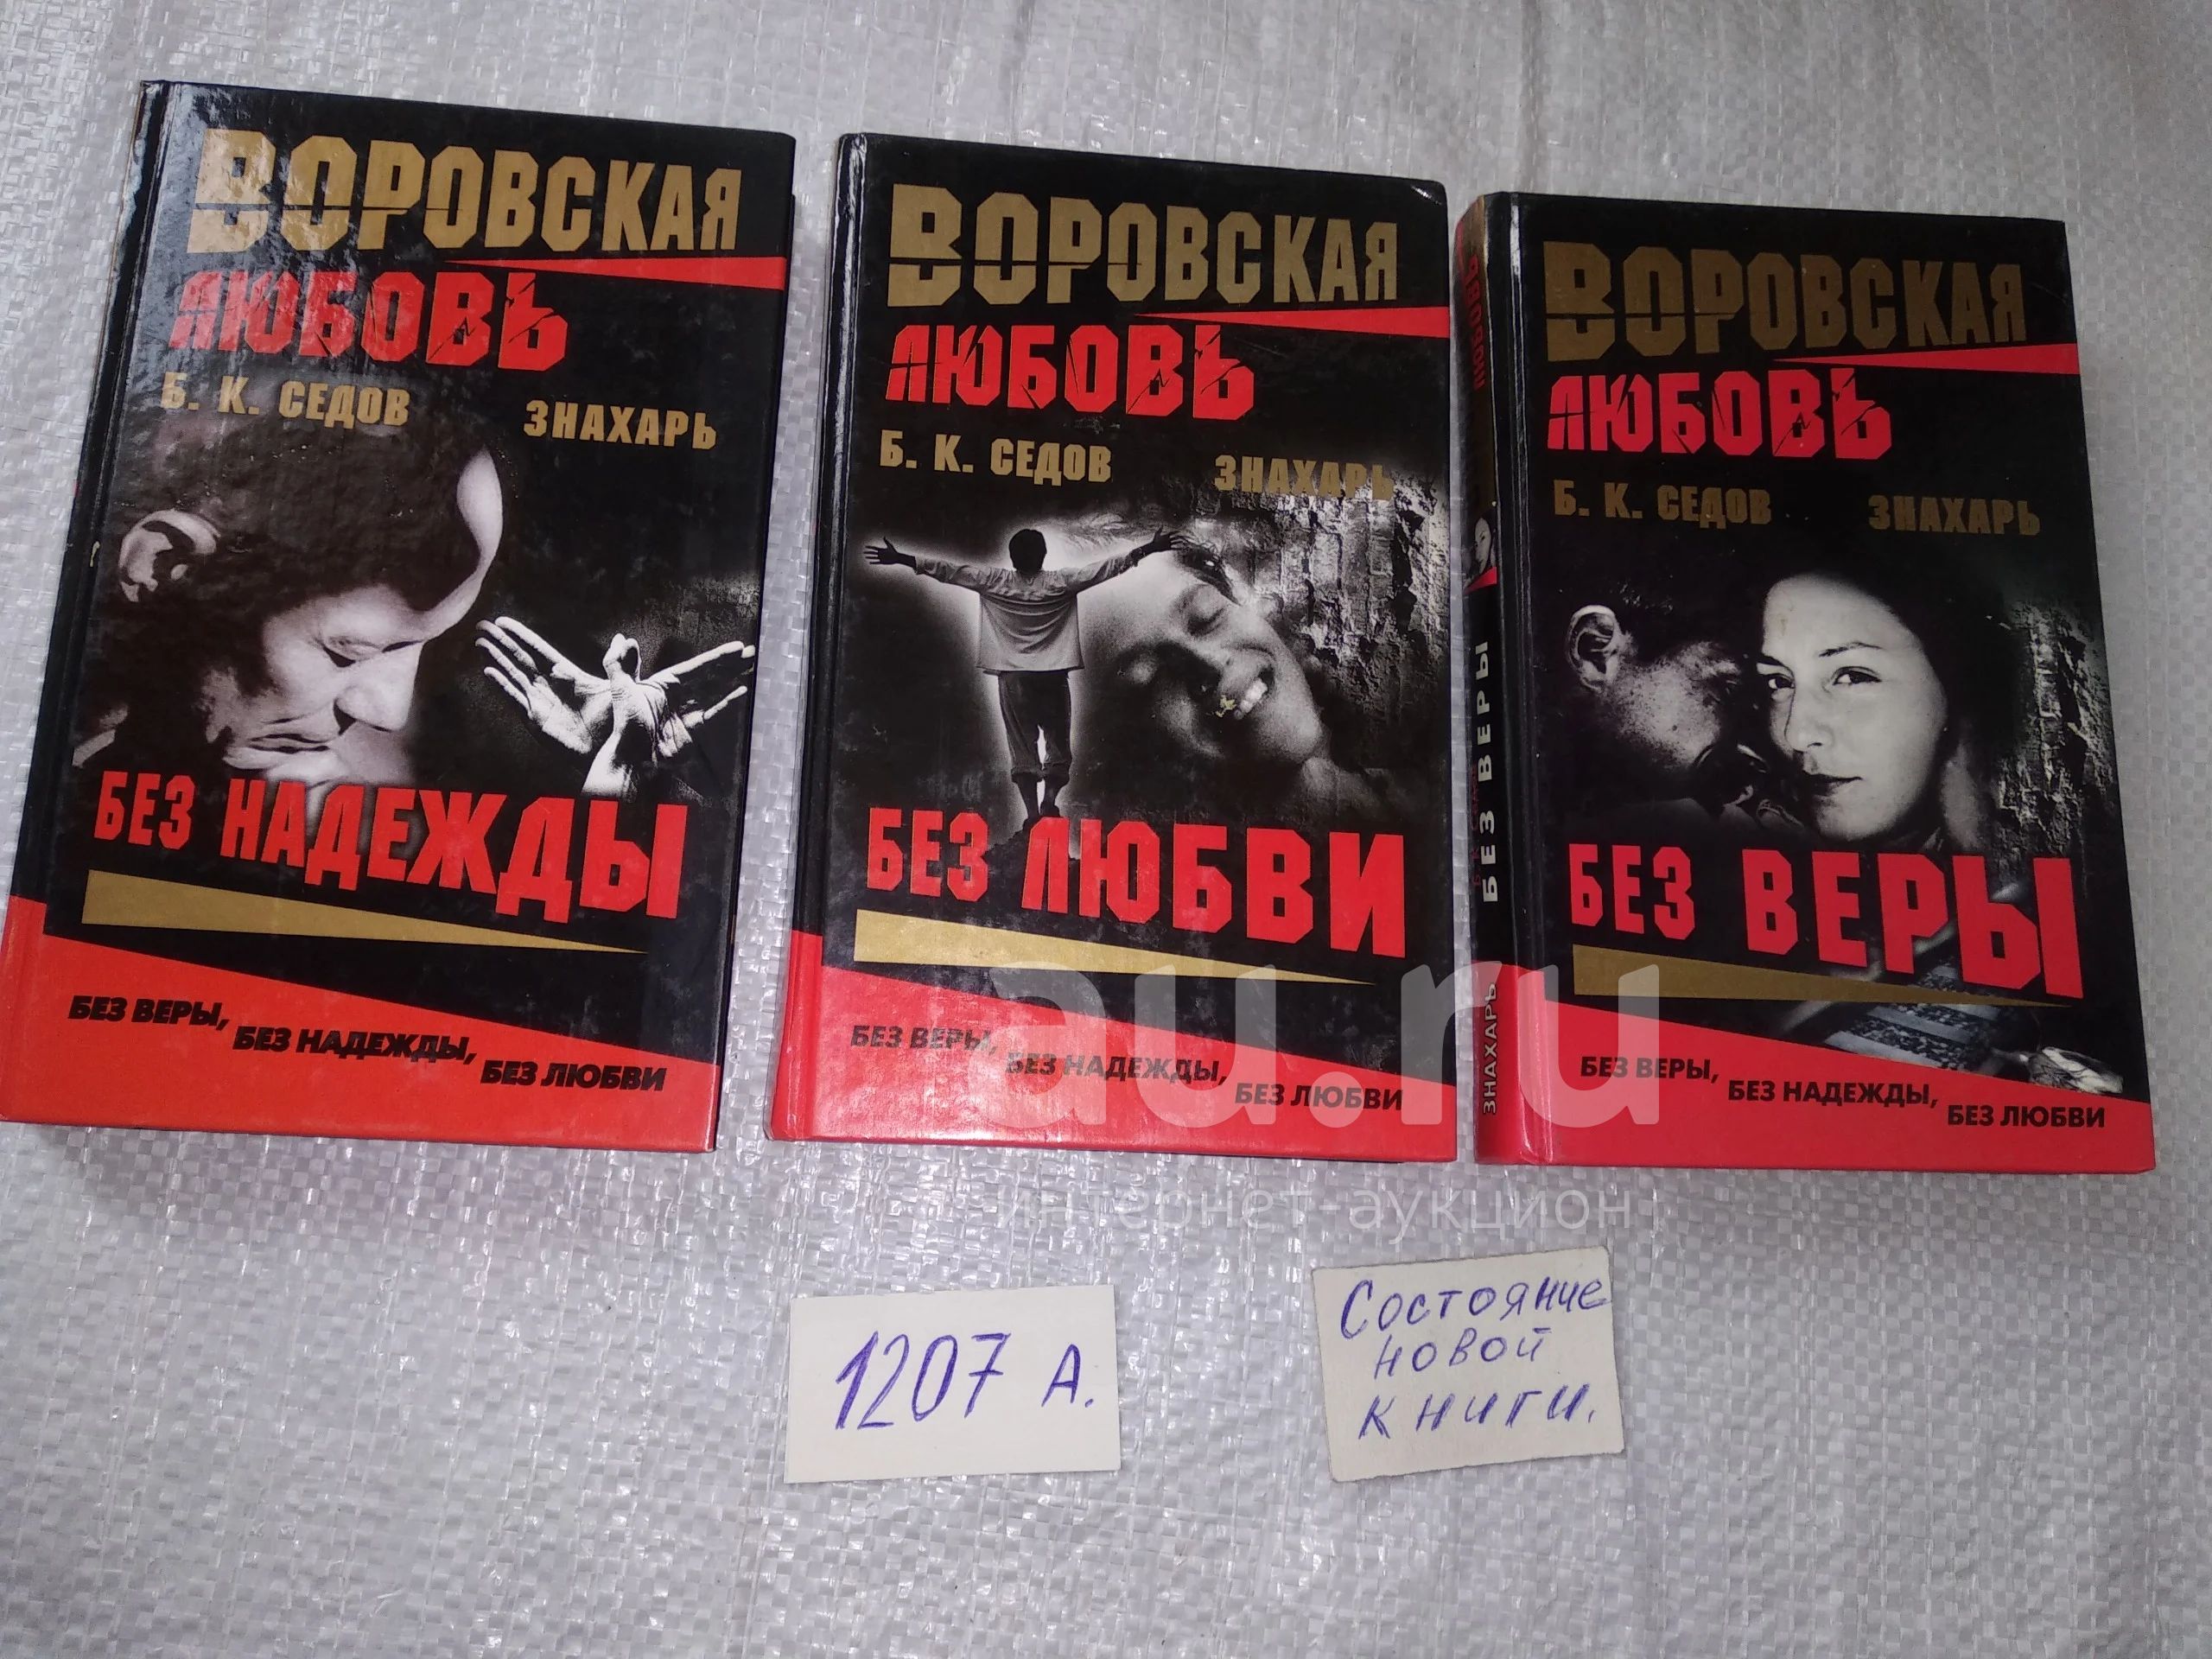 ВОРОВСКАЯ
ЛЮБОВЬ
Б. К. СЕДОВ ЗНАХАРЬ
БЕЗ НАДЕЖДЫ
БЕЗ ВЕРЫ, БЕЗ НАДЕЖДЫ, БЕЗ ЛЮБВИ
ВОРОВСКАЯ
ЛЮБОВЬ
Б. К. СЕДОВ ЗНАХАРЬ
БЕЗ ЛЮБВИ
БЕЗ ВЕРЫ, БЕЗ НАДЕЖДЫ, БЕЗ ЛЮБВИ
ЛЮБОВЬ
БЕЗ ВЕРЫ
ЗНАХАРЬ
ВОРОВСКАЯ
ЛЮБОВЬ
Б. К. СЕДОВ ЗНАХАРЬ
БЕЗ ВЕРЫ
БЕЗ ВЕРЫ, БЕЗ НАДЕЖДЫ, БЕЗ ЛЮБВИ
au.ru
интернет-аукцион
1207 А.
Состояние
новой
книги.